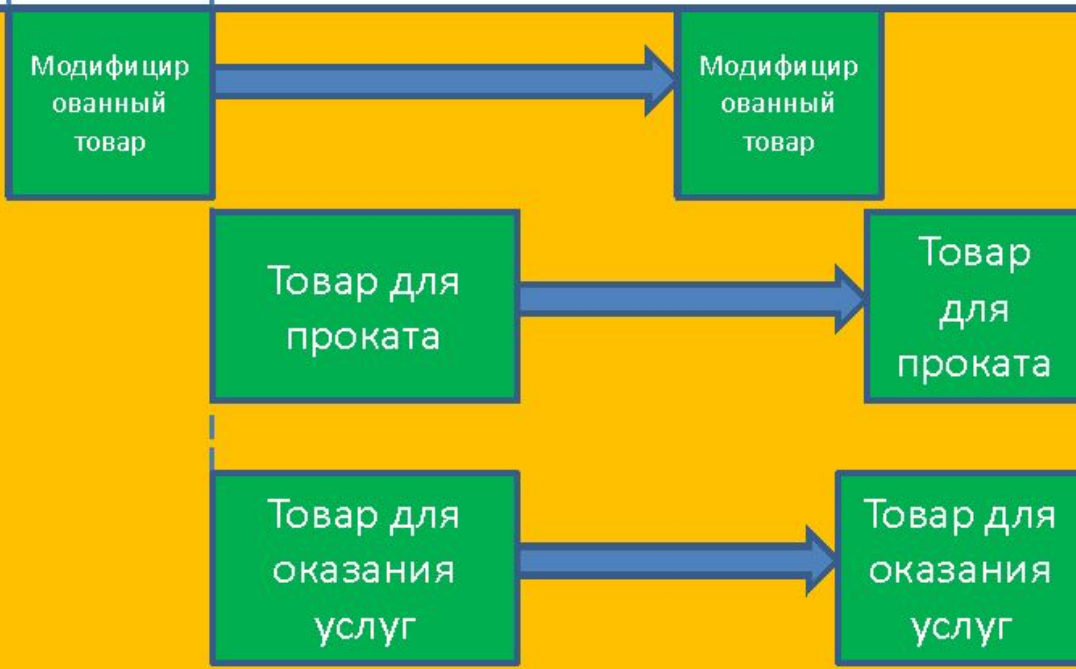 Модифицир
ованный
товар
Модифицир
ованный
товар
Товар для
проката
Товар
для
проката
Товар для
оказания
услуг
Товар для
оказания
услуг